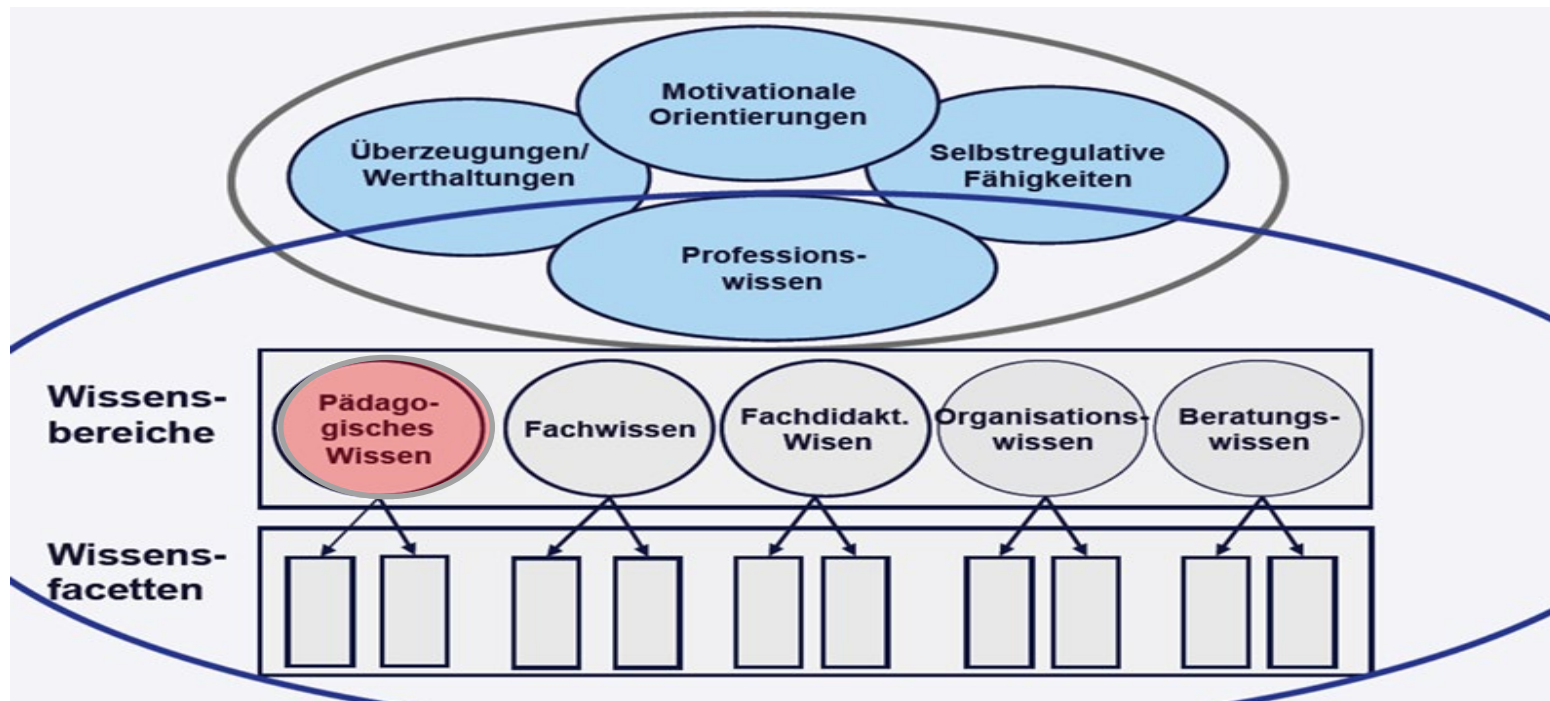 Motivationale
Orientierungen
Überzeugungen/
Werthaltungen
Selbstregulative
Fähigkeiten
Professions-
wissen
Wissens-
bereiche
Pädago-
gisches
Wissen
Fachwissen
Fachdidakt.
Wisen
Organisations-
wissen
Beratungs-
wissen
Wissens-
facetten